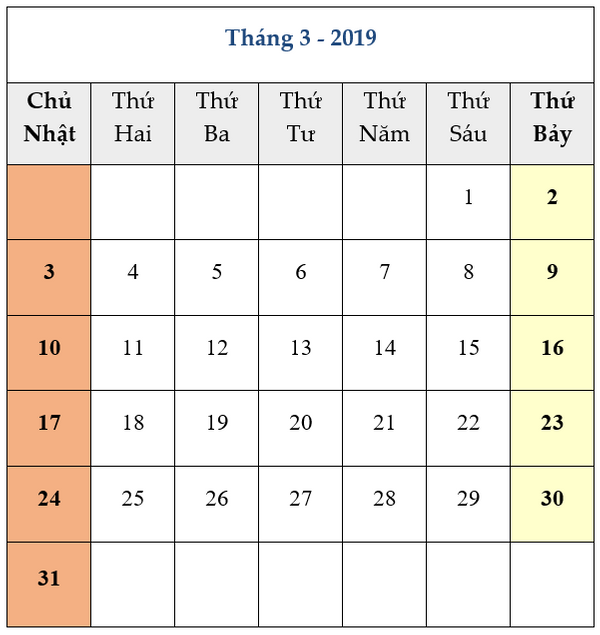 Tháng 3 - 2019
Chủ Thứ Thứ Thứ Thứ Thứ Thứ
Nhật Hai Ba Tư Năm Sáu Bảy
1 2
3 4 5 6 7 8 9
10 11 12 13 14 15 16
17 18 19 20 21 22 23
24 25 26 27 28 29 30
31